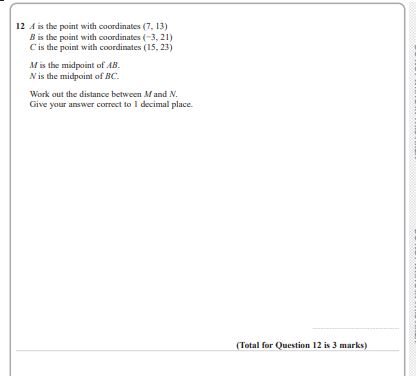 12 A is the point with coordinates (7, 13)
B is the point with coordinates (−3, 21)
C is the point with coordinates (15, 23)
M is the midpoint of AB.
N is the midpoint of BC.
Work out the distance between M and N.
Give your answer correct to 1 decimal place.
(Total for Question 12 is 3 marks)